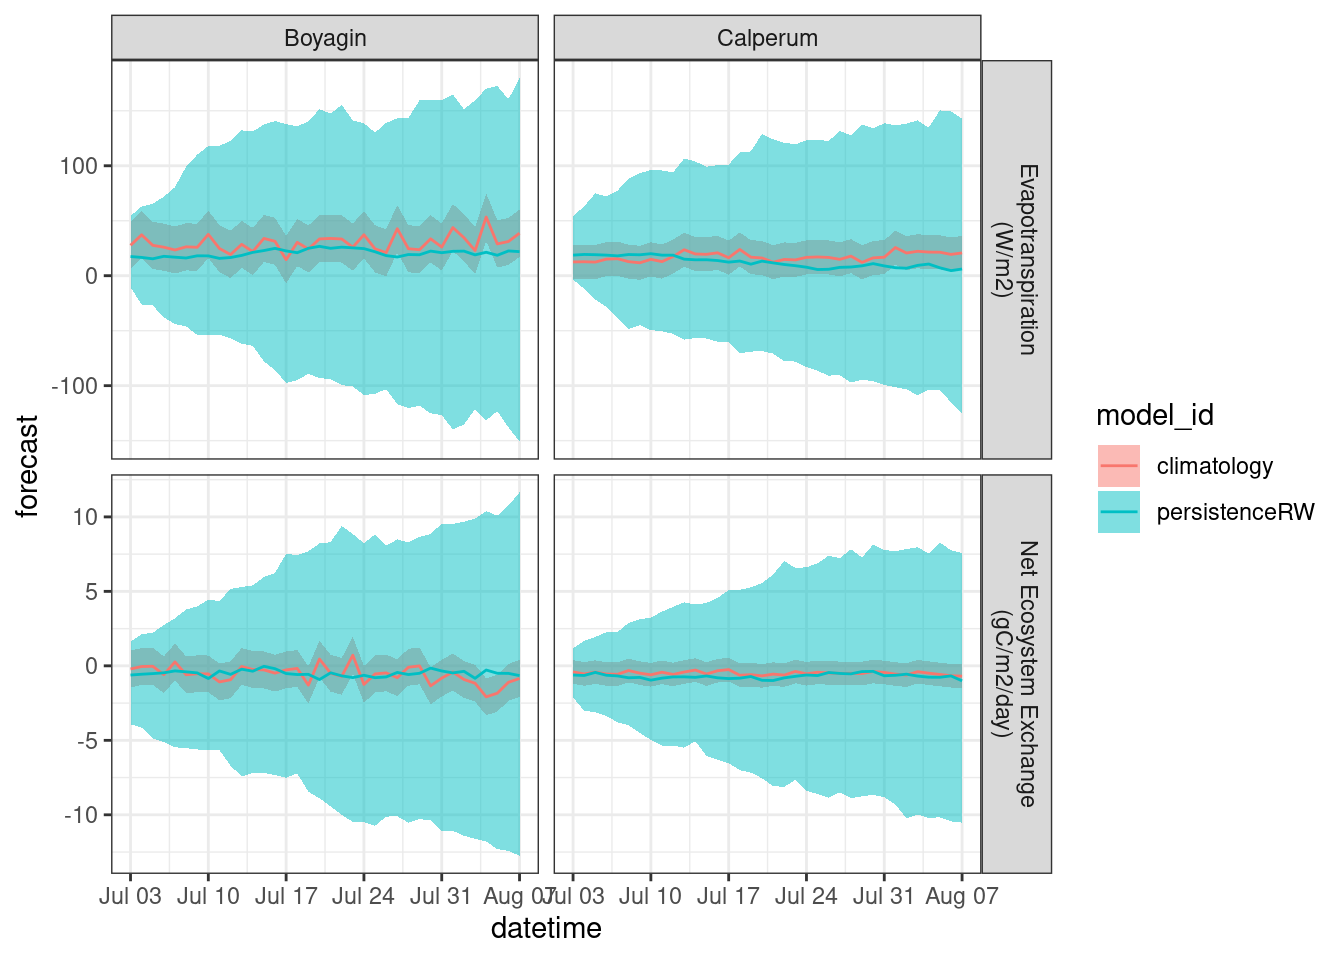 Boyagin
Calperum
100
0
-100
Evapotranspiration
(W/m2)
forecast
10
5
0
-5
-10
Net Ecosystem Exchange
(gC/m2/day)
Jul 03 Jul 10 Jul 17 Jul 24 Jul 31 Aug 07
Jul 03 Jul 10 Jul 17 Jul 24 Jul 31 Aug 07
datetime
model_id
climatology
persistenceRW